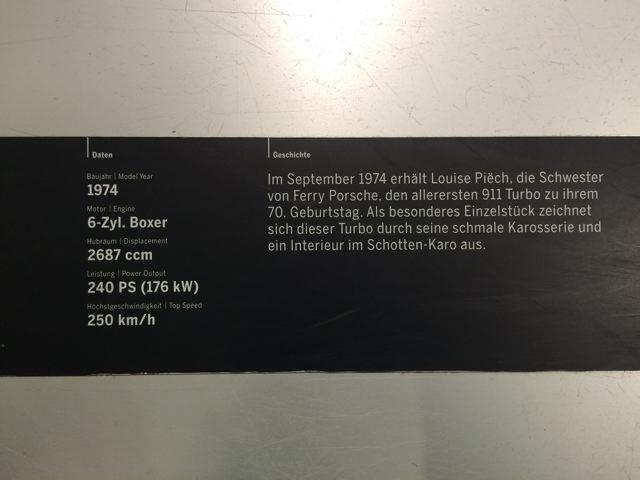 Daten
Baujahr | Model Year
1974
Motor | Engine
6-Zyl. Boxer
Hubraum | Displacement
2687 ccm
Leistung | Power Output
240 PS (176 kW)
Höchstgeschwindigkeit | Top Speed
250 km/h
Geschichte
Im September 1974 erhält Louise Piëch, die Schwester
von Ferry Porsche, den allerersten 911 Turbo zu ihrem
70. Geburtstag. Als besonderes Einzelstück zeichnet
sich dieser Turbo durch seine schmale Karosserie und
ein Interieur im Schotten-Karo aus.